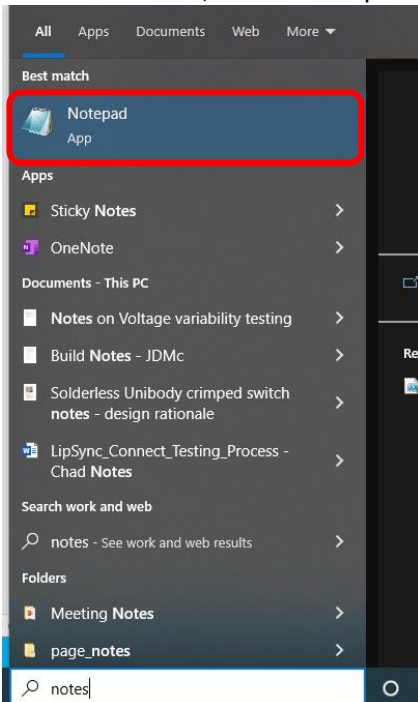 All Apps Documents Web More
Best match
Notepad
App
Apps
Sticky Notes
OneNote
Documents - This PC
Notes on Voltage variability testing
Build Notes - JDMc
Solderless Unibody crimped switch
notes - design rationale
LipSync_Connect_Testing_Process -
Chad Notes
Search work and web
notes - See work and web results
Folders
Meeting Notes
page_notes
notes
Re